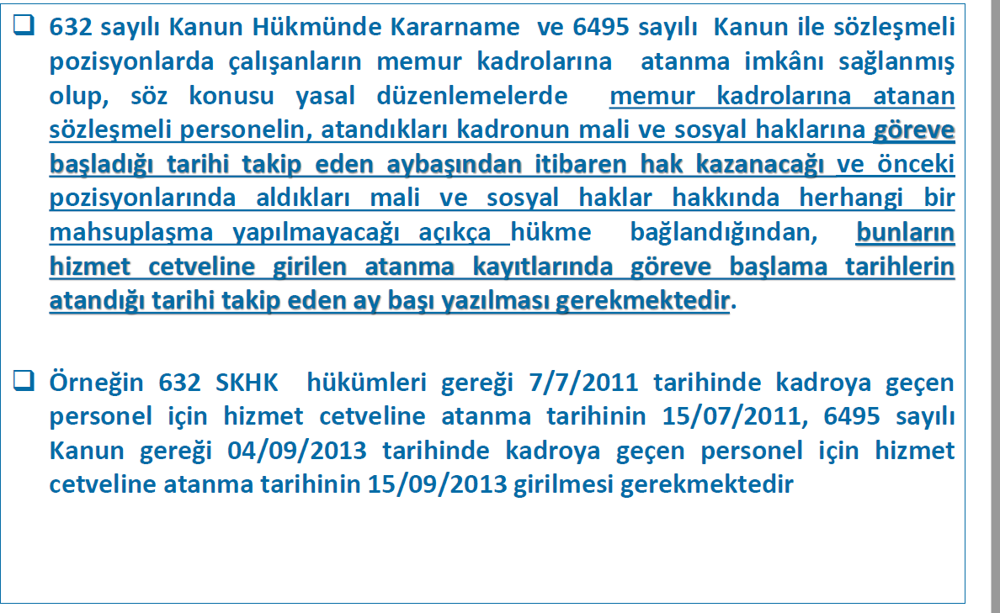 632 sayılı Kanun Hükmünde Kararname ve 6495 sayılı Kanun ile sözleşmeli
pozisyonlarda çalışanların memur kadrolarına atanma imkânı sağlanmış
olup, söz konusu yasal düzenlemelerde memur kadrolarına atanan
sözleşmeli personelin, atandıkları kadronun mali ve sosyal haklarına göreve
başladığı tarihi takip eden aybaşından itibaren hak kazanacağı ve önceki
pozisyonlarında aldıkları mali ve sosyal haklar hakkında herhangi bir
mahsuplaşma yapılmayacağı açıkça hükme bağlandığından, bunların
hizmet cetveline girilen atanma kayıtlarında göreve başlama tarihlerin
atandığı tarihi takip eden ay başı yazılması gerekmektedir.
Örneğin 632 SKHK hükümleri gereği 7/7/2011 tarihinde kadroya geçen
personel için hizmet cetveline atanma tarihinin 15/07/2011, 6495 sayılı
Kanun gereği 04/09/2013 tarihinde kadroya geçen personel için hizmet
cetveline atanma tarihinin 15/09/2013 girilmesi gerekmektedir